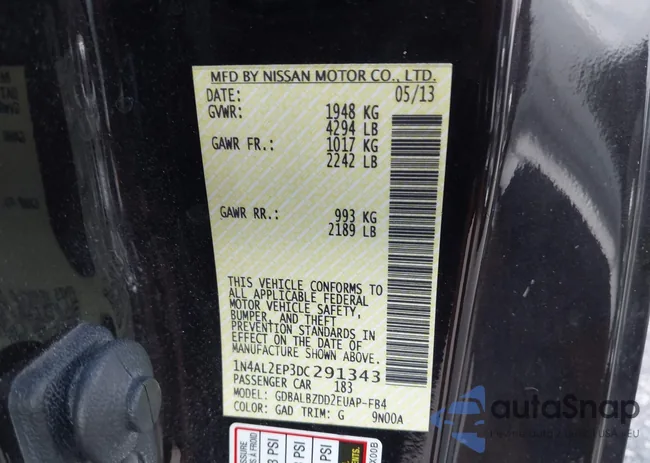 MFD BY NISSAN MOTOR CO., LTD.
DATE: 05/13
GVWR: 1948 KG
4294 LB
GAWR FR.: 1017 KG
2242 LB
GAWR RR.: 993 KG
2189 LB
THIS VEHICLE CONFORMS TO
ALL APPLICABLE FEDERAL
MOTOR VEHICLE SAFETY,
BUMPER, AND THEFT
PREVENTION STANDARDS IN
EFFECT ON THE DATE OF
MANUFACTURE SHOWN ABOVE.
1N4AL2EP3DC291343
PASSENGER CAR 183
MODEL: GDBALBZDD2EUAP-FB4
COLOR: GAD TRIM: G 9N00A
À FROID
PSI
PSI
PSI
X00B
autoSnap